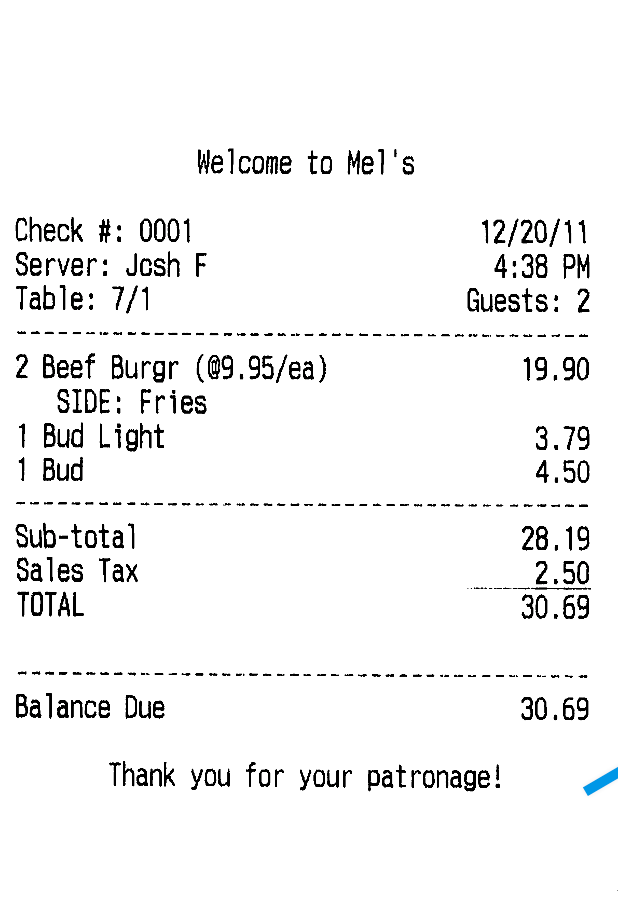 Welcome to Mel's
Check #: 0001 12/20/11
Server: Josh F 4:38 PM
Table: 7/1 Guests: 2
2 Beef Burgr (@9.95/ea) 19.90
SIDE: Fries
1 Bud Light 3.79
1 Bud 4.50
Sub-total 28.19
Sales Tax 2.50
TOTAL 30.69
Balance Due 30.69
Thank you for your patronage!